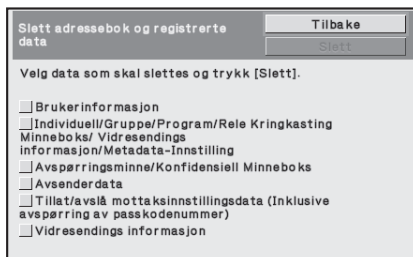 Slett adressebok og registrerte
data
Tilbake
Slett
Velg data som skal slettes og trykk [Slett].
Brukerinformasjon
Individuell/Gruppe/Program/Rele Kringkasting
Minneboks/ Vidresendings
informasjon/Metadata-Innstilling
Avspørringsminne/Konfidensiell Minneboks
Avsenderdata
Tillat/avslå mottaksinnstillingsdata (Inklusive
avspørring av passkodenummer)
Vidresendings informasjon